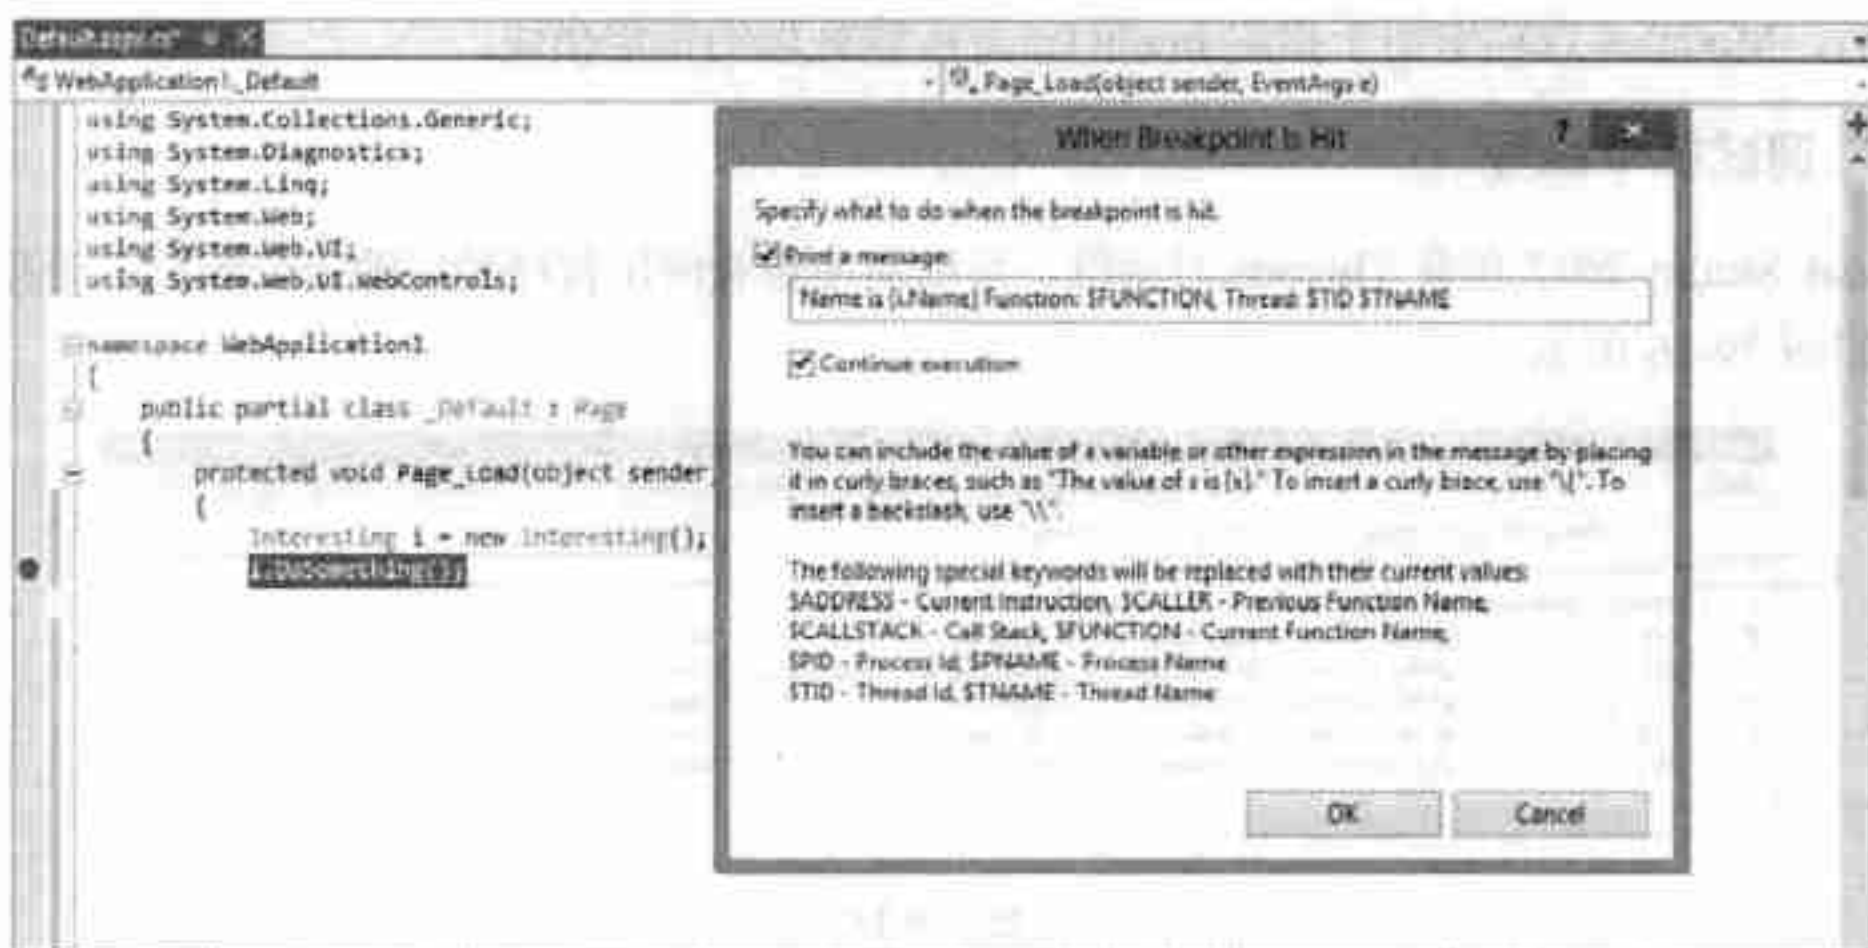 Default.aspx.cs*
WebApplication1._Default
Page_Load(object sender, EventArgs e)
using System.Collections.Generic;
using System.Diagnostics;
using System.Linq;
using System.Web;
using System.Web.UI;
using System.Web.UI.WebControls;
namespace WebApplication1
{
public partial class _Default : Page
{
protected void Page_Load(object sender,
{
Interesting i = new Interesting();
i.DoSomething();
When Breakpoint Is Hit
?
Specify what to do when the breakpoint is hit.
Print a message:
Name is {i.Name} Function: $FUNCTION, Thread: $TID $TNAME
Continue execution
You can include the value of a variable or other expression in the message by placing
it in curly braces, such as "The value of x is {x}." To insert a curly brace, use "\{". To
insert a backslash, use "\\".
The following special keywords will be replaced with their current values:
$ADDRESS - Current Instruction, $CALLER - Previous Function Name,
$CALLSTACK - Call Stack, $FUNCTION - Current Function Name,
$PID - Process Id, $PNAME - Process Name
$TID - Thread Id, $TNAME - Thread Name
OK
Cancel